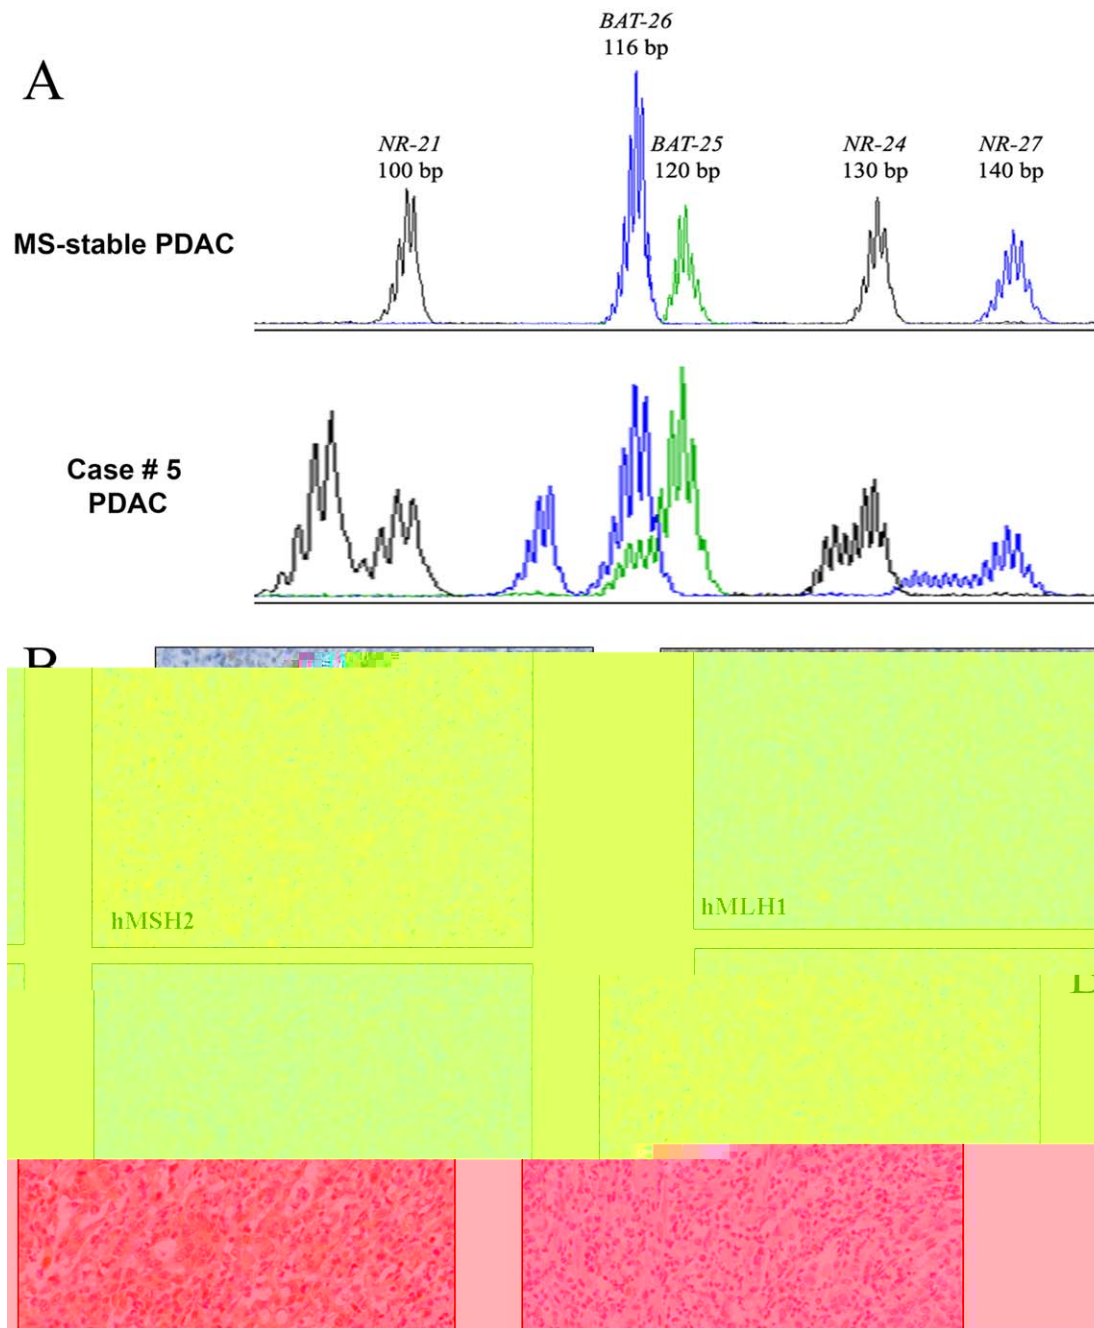 A
BAT-26
116 bp
NR-21
100 bp
BAT-25
120 bp
NR-24
130 bp
NR-27
140 bp
MS-stable PDAC
Case # 5
PDAC
B
hMSH2
hMLH1